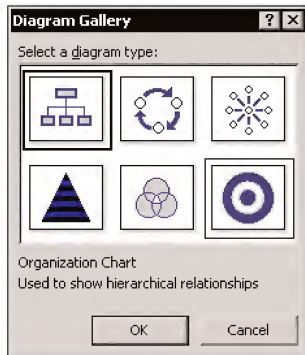 Diagram Gallery
Select a diagram type:
Organization Chart
Used to show hierarchical relationships
OK Cancel